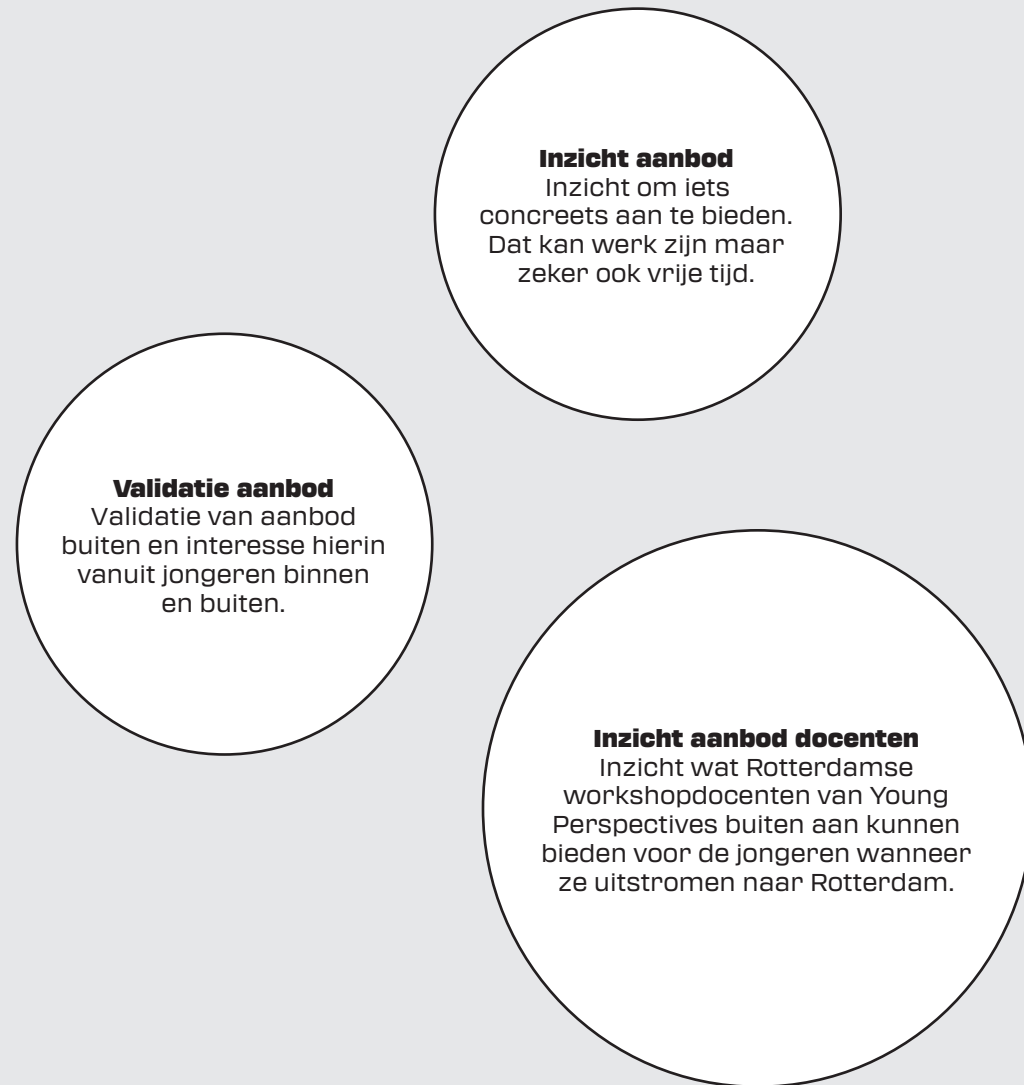 Inzicht aanbod
Inzicht om iets
concreets aan te bieden.
Dat kan werk zijn maar
zeker ook vrije tijd.
Validatie aanbod
Validatie van aanbod
buiten en interesse hierin
vanuit jongeren binnen
en buiten.
Inzicht aanbod docenten
Inzicht wat Rotterdamse
workshopdocenten van Young
Perspectives buiten aan kunnen
bieden voor de jongeren wanneer
ze uitstromen naar Rotterdam.